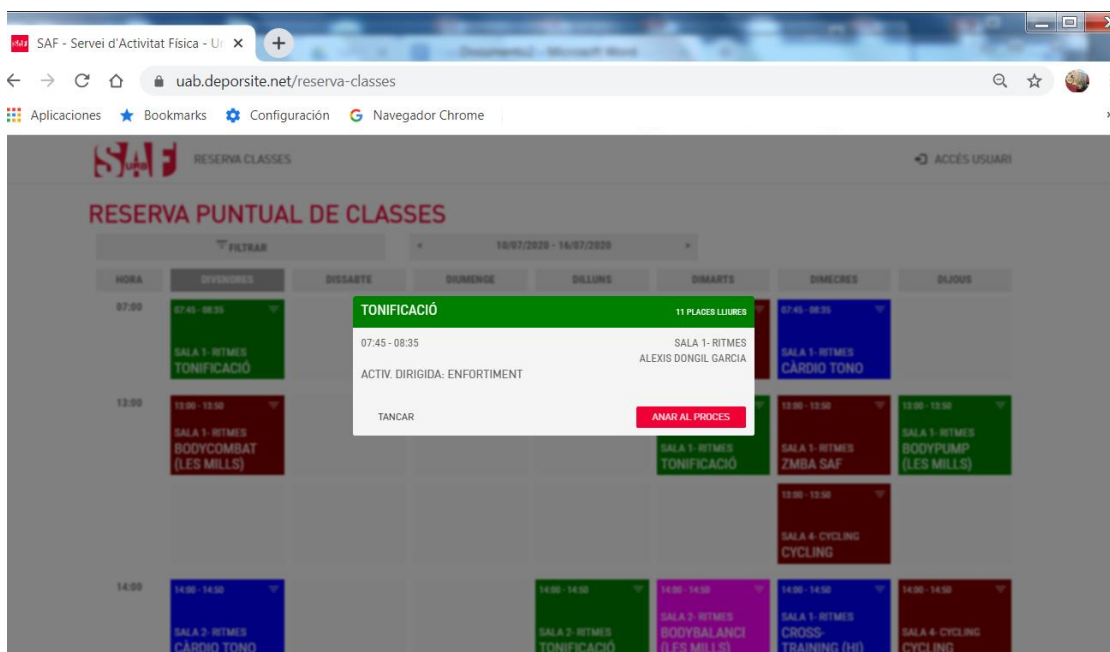 Documento2 - Microsoft Word
SAF - Servei d'Activitat Física - Un
uab.deporsite.net/reserva-classes
Aplicaciones Bookmarks Configuración Navegador Chrome
SAF UAB RESERVA CLASSES ACCÉS USUARI
RESERVA PUNTUAL DE CLASSES
FILTRAR 10/07/2020 - 16/07/2020
HORA DIVENDRES DISSABTE DIUMENGE DILLUNS DIMARTS DIMECRES DIJOUS
07:00
07:45 - 08:35
SALA 1- RITMES
TONIFICACIÓ
TONIFICACIÓ 11 PLACES LLIURES
07:45 - 08:35 SALA 1- RITMES
ALEXIS DONGIL GARCIA
ACTIV. DIRIGIDA: ENFORTIMENT
TANCAR ANAR AL PROCES
07:45 - 08:35
SALA 1- RITMES
CÀRDIO TONO
13:00
13:00 - 13:50
SALA 1- RITMES
BODYCOMBAT
(LES MILLS)
SALA 1- RITMES
TONIFICACIÓ
13:00 - 13:50
SALA 1- RITMES
ZMBA SAF
13:00 - 13:50
SALA 1- RITMES
BODYPUMP
(LES MILLS)
13:00 - 13:50
SALA 4- CYCLING
CYCLING
14:00
14:00 - 14:50
SALA 2- RITMES
CÀRDIO TONO
14:00 - 14:50
SALA 2- RITMES
TONIFICACIÓ
14:00 - 14:50
SALA 2- RITMES
BODYBALANCE
(LES MILLS)
14:00 - 14:50
SALA 1- RITMES
CROSS-
TRAINING (HI)
14:00 - 14:50
SALA 4- CYCLING
CYCLING